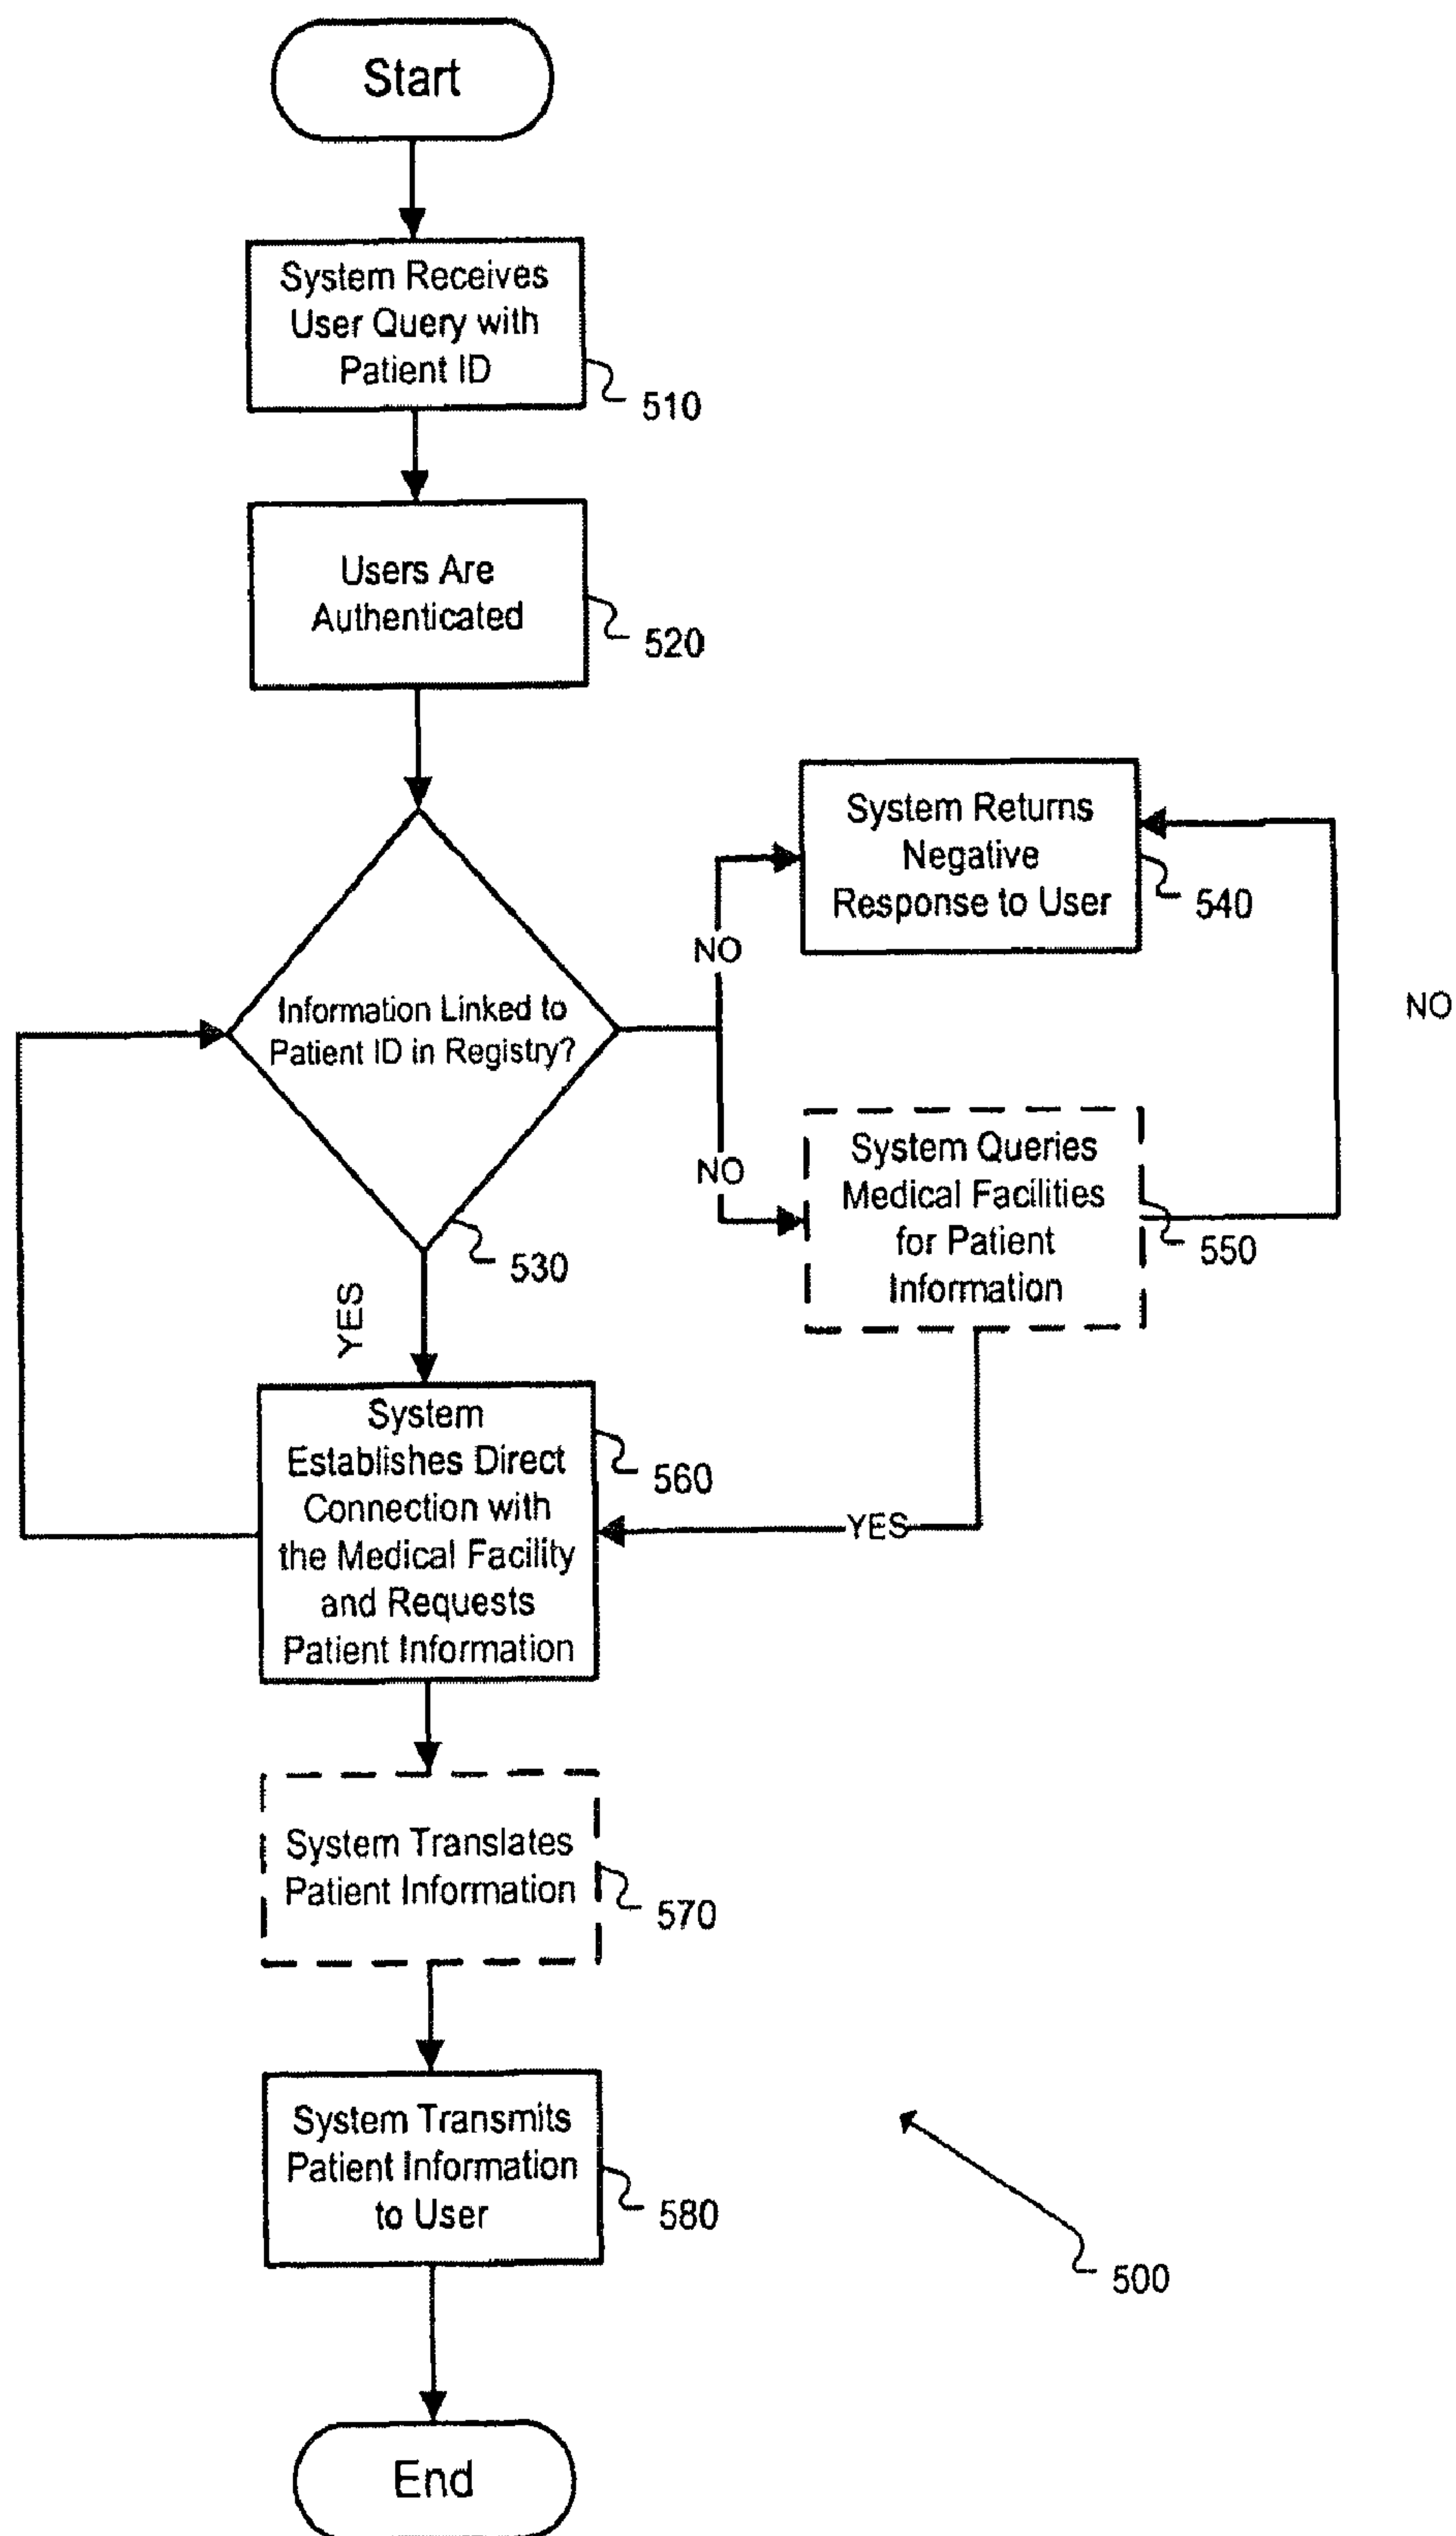 Start
System Receives
User Query with
Patient ID
510
Users Are
Authenticated
520
System Returns
Negative
Response to User
540
NO
Information Linked to
Patient ID in Registry?
530
NO
NO
System Queries
Medical Facilities
for Patient
Information
550
YES
System
Establishes Direct
Connection with
the Medical Facility
and Requests
Patient Information
560
YES
System Translates
Patient Information
570
System Transmits
Patient Information
to User
580
500
End